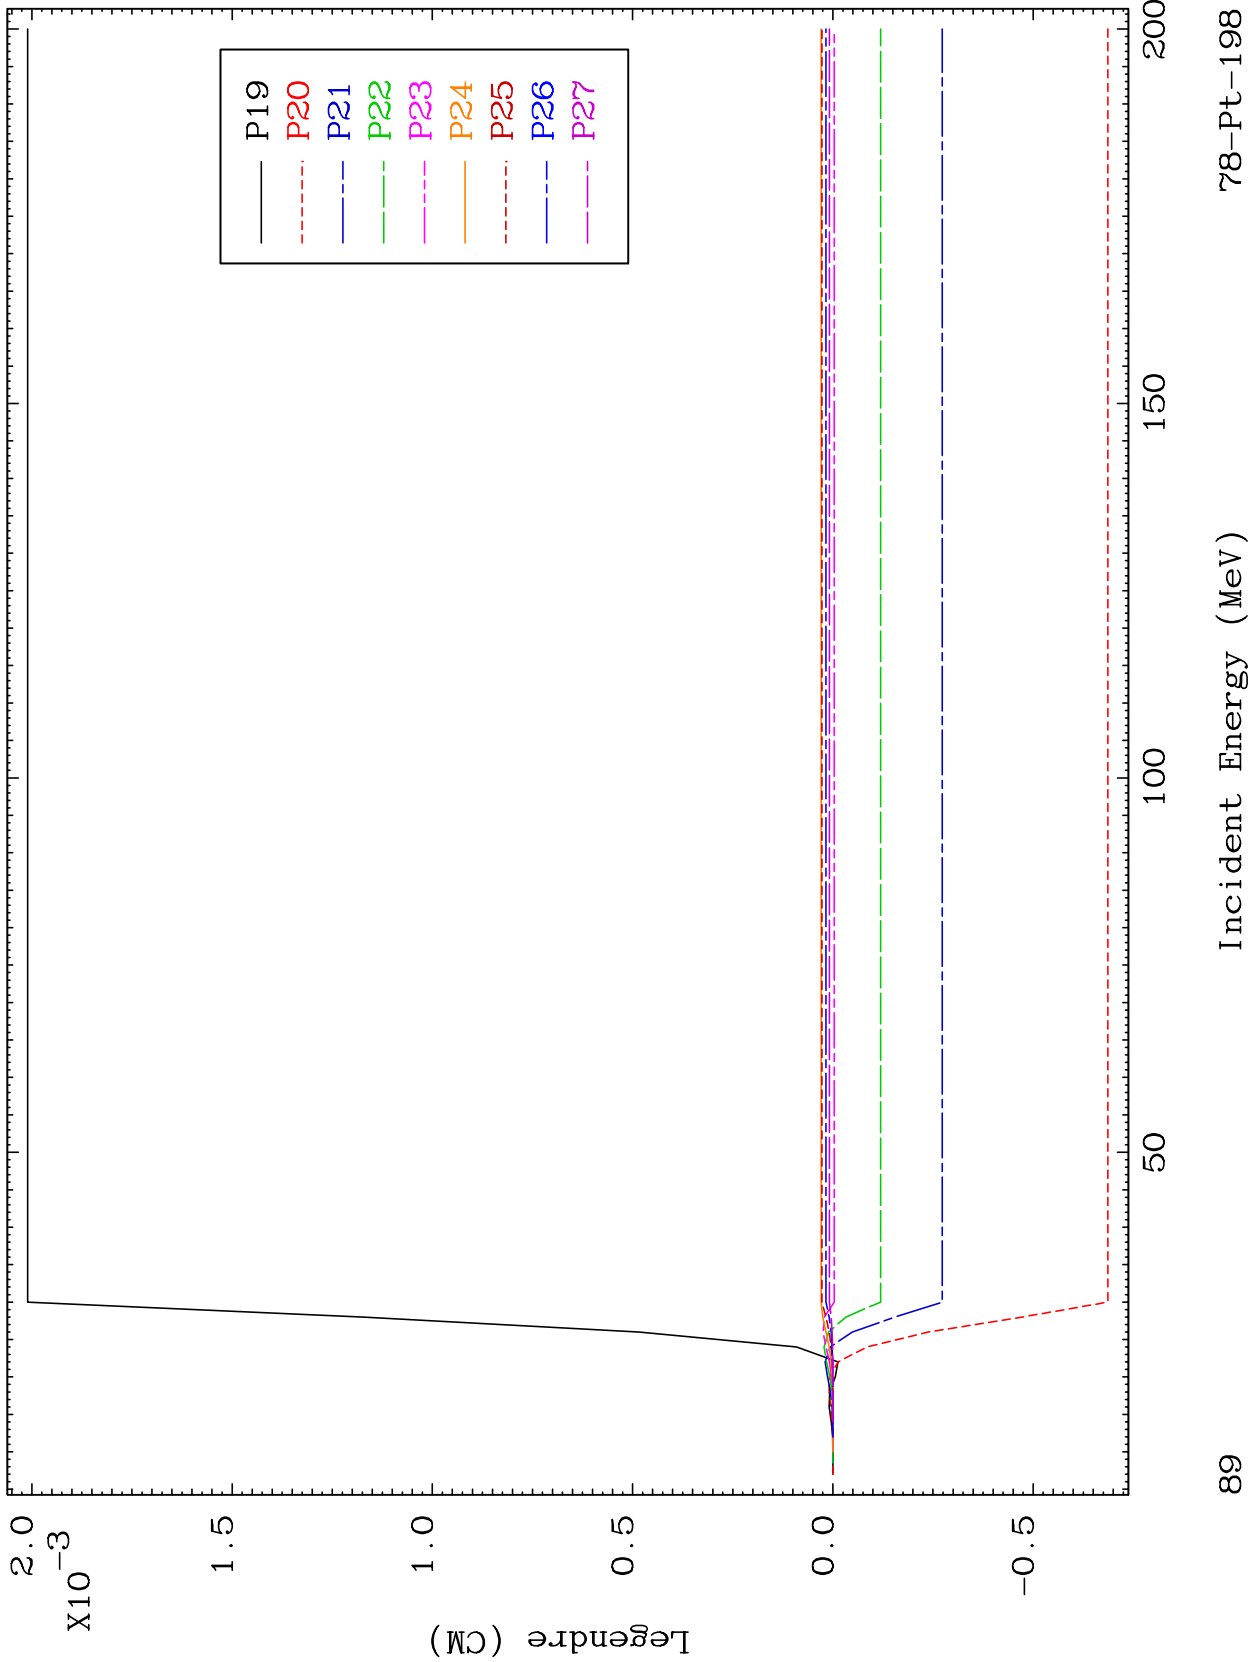 P19
P20
P21
P22
P23
P24
P25
P26
P27
2.0
X10-3
1.5
1.0
0.5
0.0
-0.5
Legendre (CM)
50
100
150
200
Incident Energy (MeV)
89
78-Pt-198